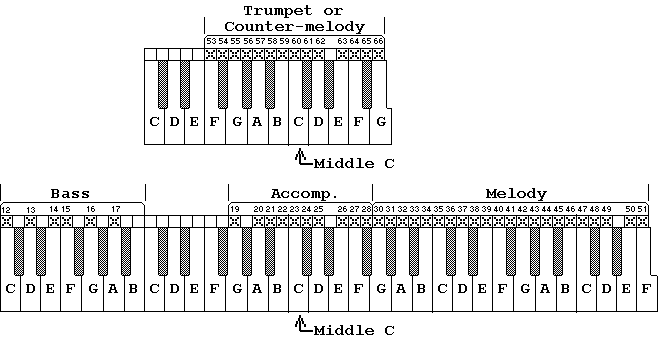 Trumpet or
Counter-melody
53 54 55 56 57 58 59 60 61 62 63 64 65 66
C D E F G A B C D E F G
Middle C
Bass Accomp. Melody
12 13 14 15 16 17 19 20 21 22 23 24 25 26 27 28 30 31 32 33 34 35 36 37 38 39 40 41 42 43 44 45 46 47 48 49 50 51
C D E F G A B C D E F G A B C D E F G A B C D E F G A B C D E F
Middle C